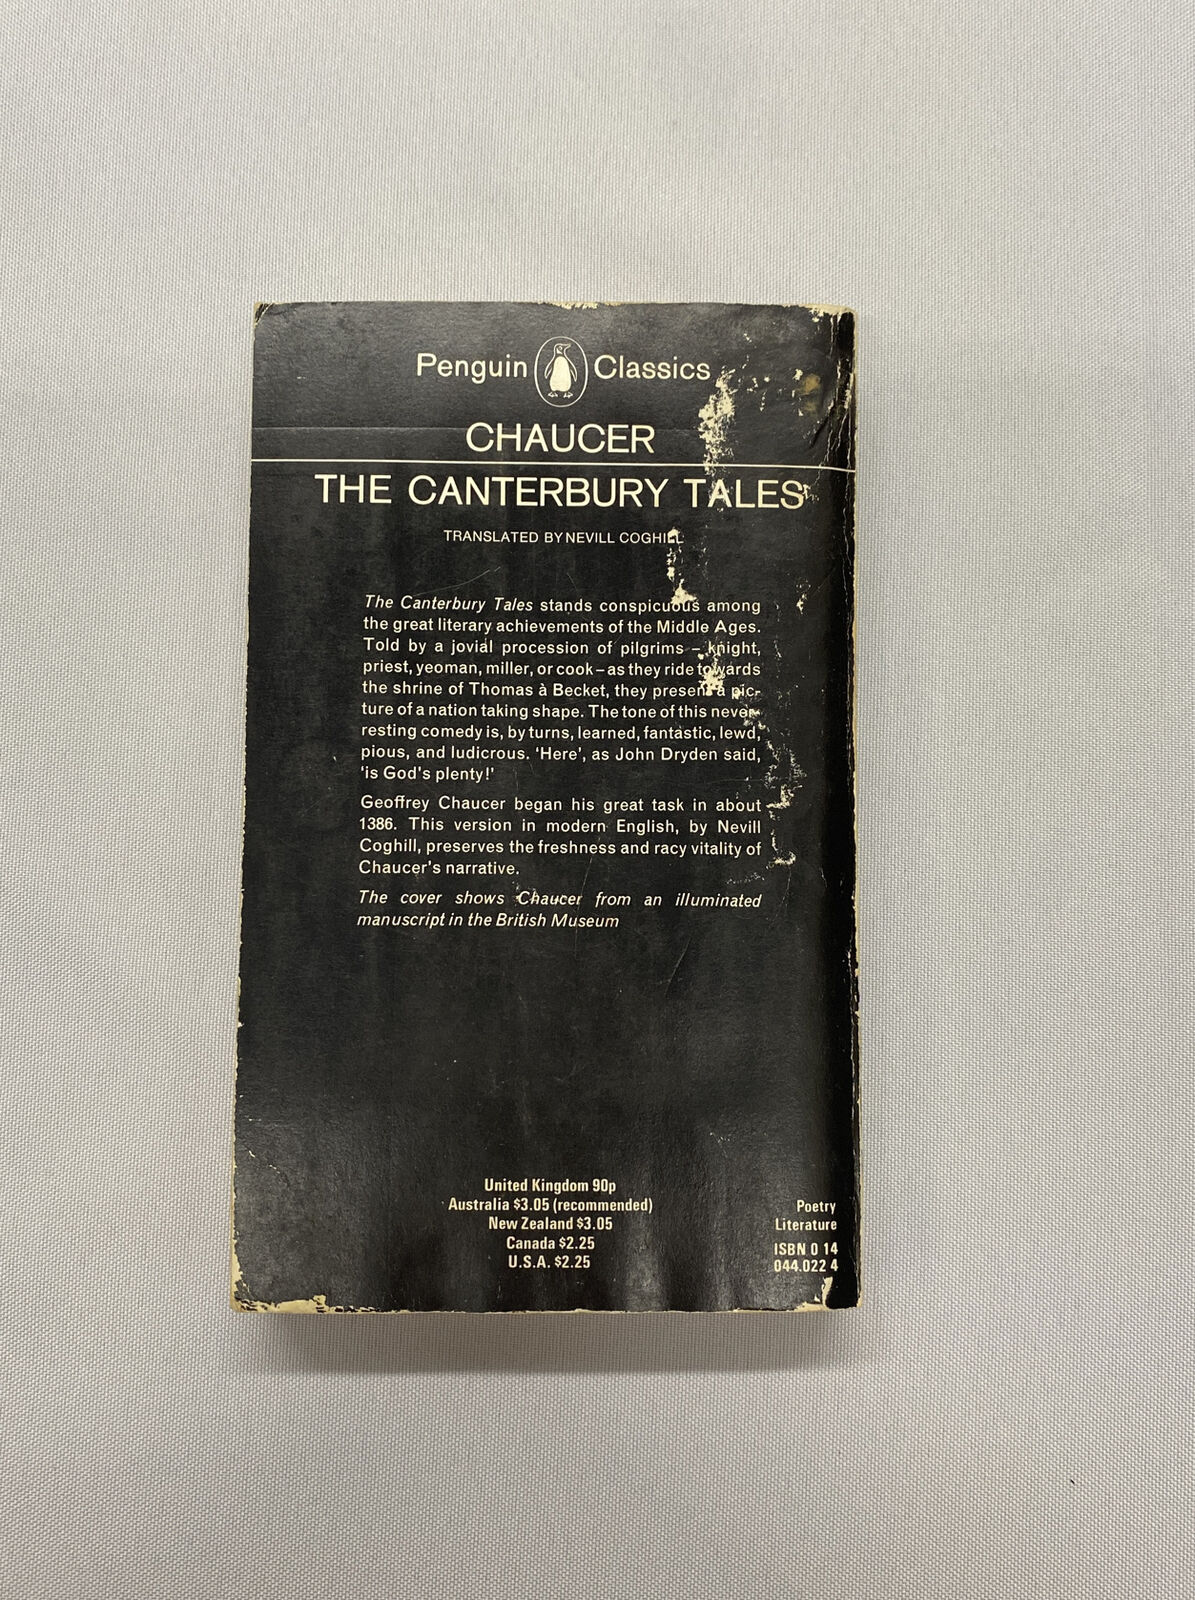 Penguin Classics
CHAUCER
THE CANTERBURY TALES
TRANSLATED BY NEVILL COGHILL
The Canterbury Tales stands conspicuous among
the great literary achievements of the Middle Ages.
Told by a jovial procession of pilgrims – knight,
priest, yeoman, miller, or cook – as they ride towards
the shrine of Thomas à Becket, they present a pic-
ture of a nation taking shape. The tone of this never-
resting comedy is, by turns, learned, fantastic, lewd,
pious, and ludicrous. 'Here', as John Dryden said,
'is God's plenty!'
Geoffrey Chaucer began his great task in about
1386. This version in modern English, by Nevill
Coghill, preserves the freshness and racy vitality of
Chaucer's narrative.
The cover shows Chaucer from an illuminated
manuscript in the British Museum
United Kingdom 90p
Australia $3.05 (recommended)
New Zealand $3.05
Canada $2.25
U.S.A. $2.25
Poetry
Literature
ISBN 0 14
044.022 4